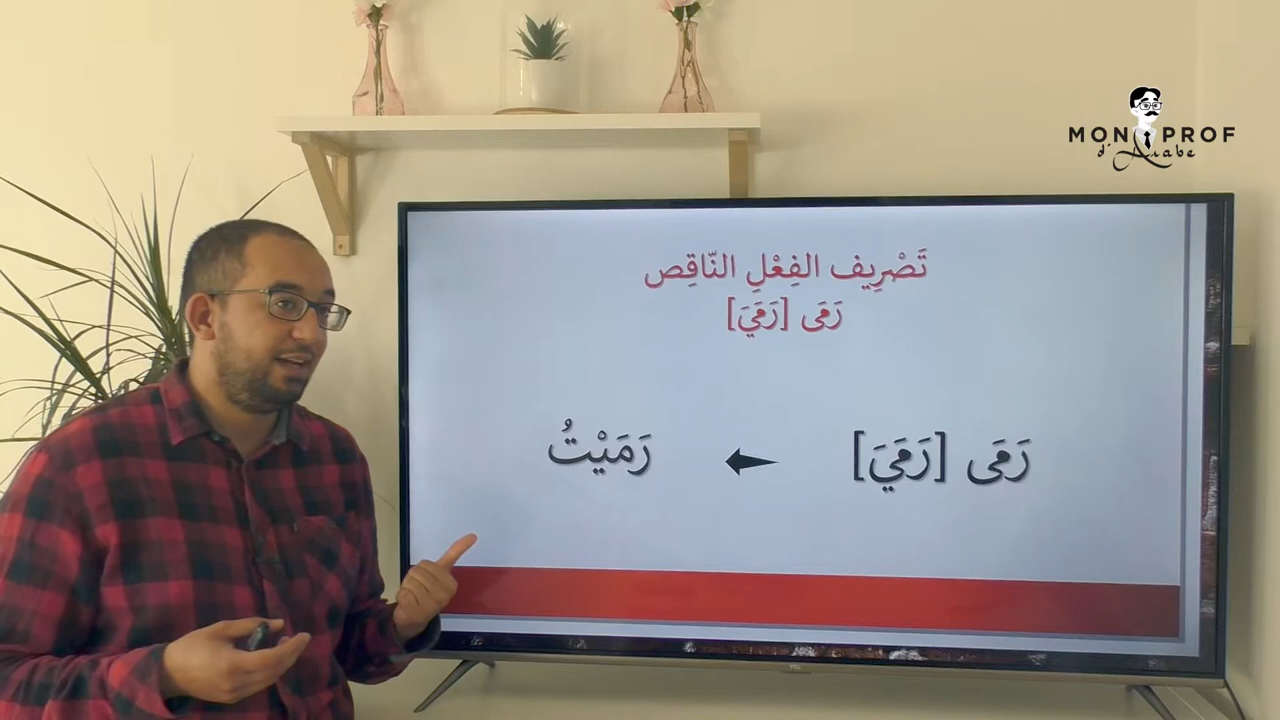 MON PROF
d'Arabe
تَصْرِيف الفِعْلِ النّاقِص
رَمَى [رَمَيَ]
رَمَى [رَمَيَ] ← رَمَيْتُ